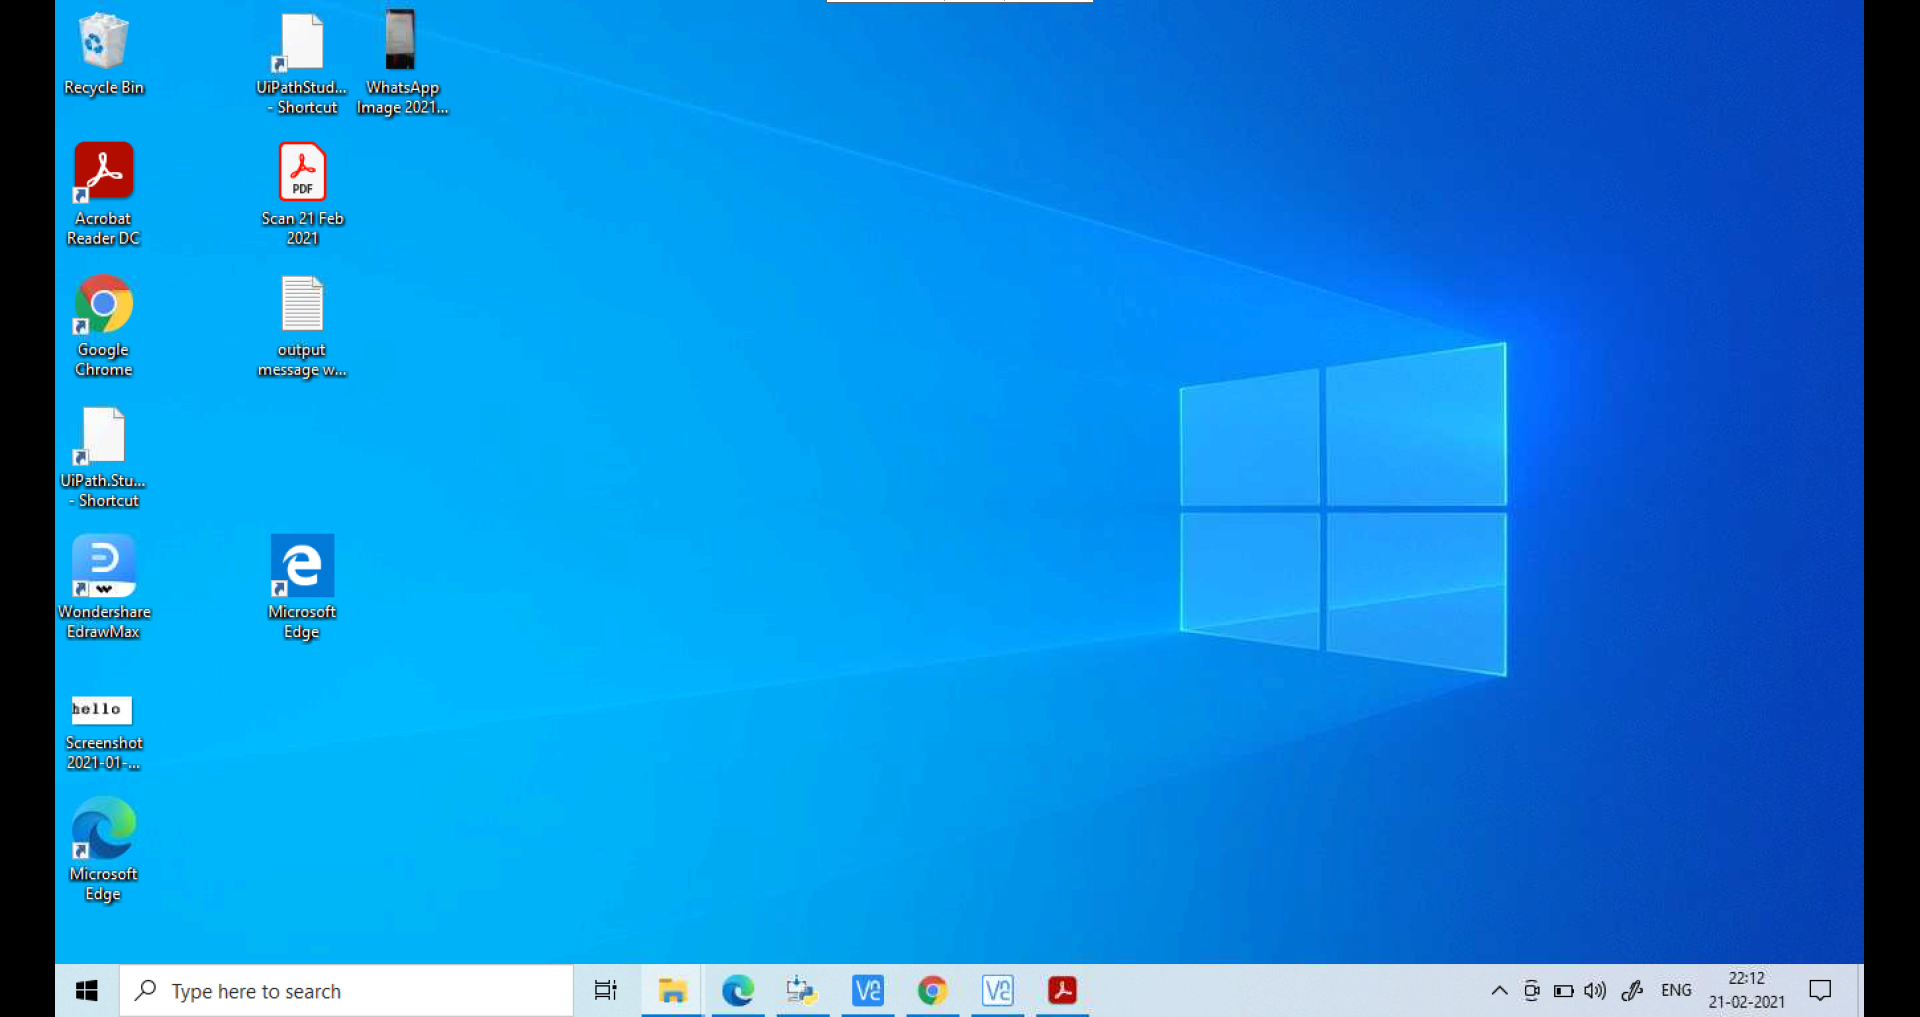 Recycle Bin
UiPathStud...
- Shortcut
WhatsApp
Image 2021...
Acrobat
Reader DC
PDF
Scan 21 Feb
2021
Google
Chrome
output
message w...
UiPath.Stu...
- Shortcut
Wondershare
EdrawMax
Microsoft
Edge
hello
Screenshot
2021-01-...
Microsoft
Edge
Type here to search
V2
V2
ENG
22:12
21-02-2021